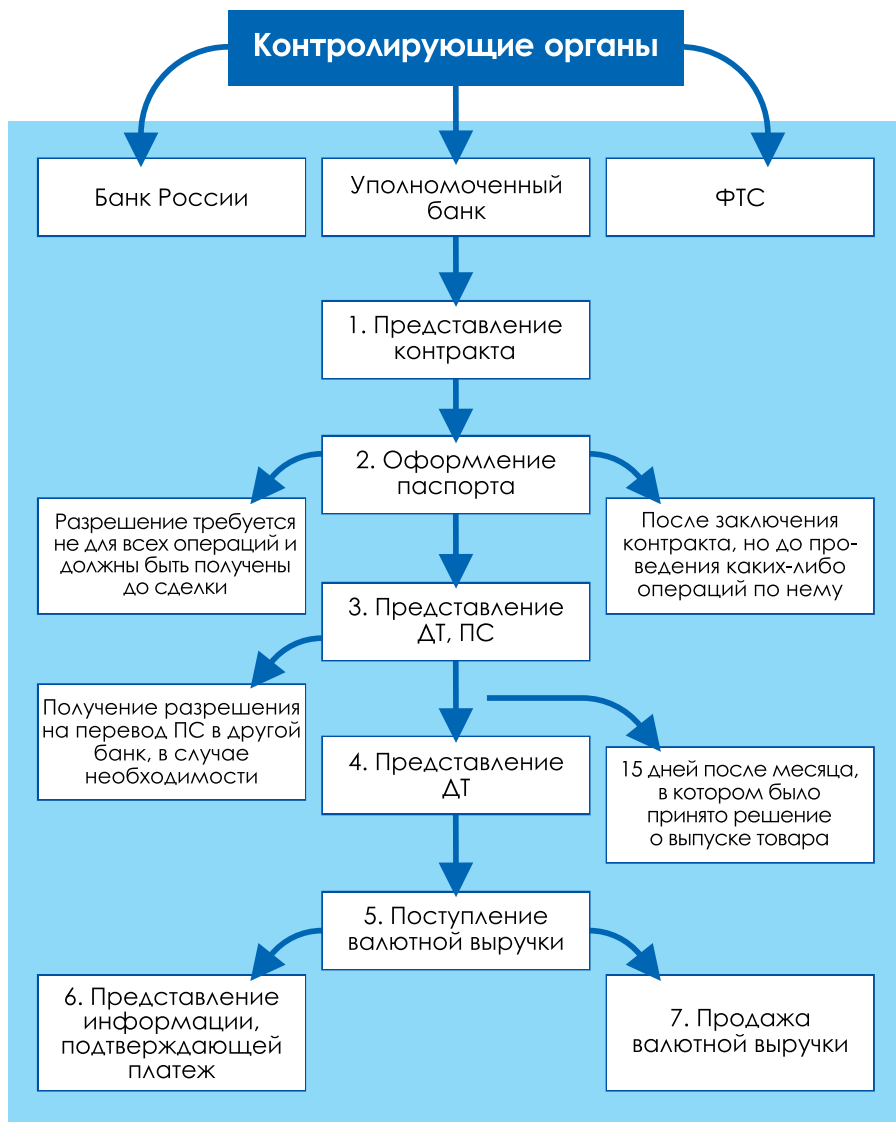 Контролирующие органы
Банк России
Уполномоченный
банк
ФТС
1. Представление
контракта
2. Оформление
паспорта
Разрешение требуется
не для всех операций и
должны быть получены
до сделки
После заключения
контракта, но до про-
ведения каких-либо
операций по нему
3. Представление
ДТ, ПС
Получение разрешения
на перевод ПС в другой
банк, в случае
необходимости
4. Представление
ДТ
15 дней после месяца,
в котором было
принято решение
о выпуске товара
5. Поступление
валютной выручки
6. Представление
информации,
подтверждающей
платеж
7. Продажа
валютной выручки